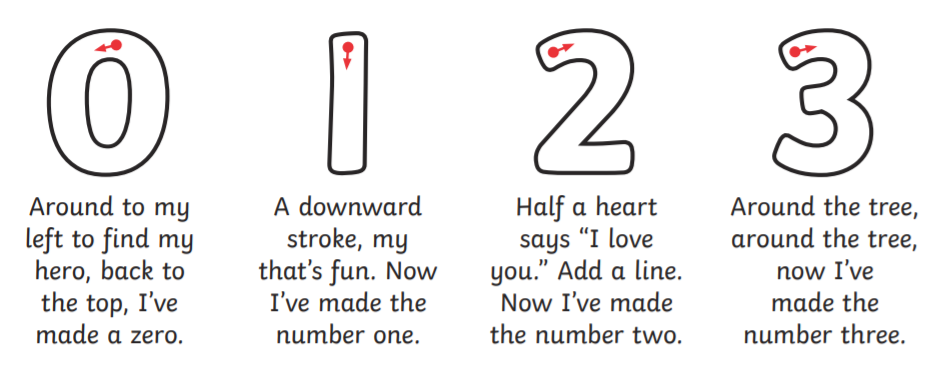 0 1 2 3
Around to my
left to find my
hero, back to
the top, I’ve
made a zero.
A downward
stroke, my
that’s fun. Now
I’ve made the
number one.
Half a heart
says “I love
you.” Add a line.
Now I’ve made
the number two.
Around the tree,
around the tree,
now I’ve
made the
number three.